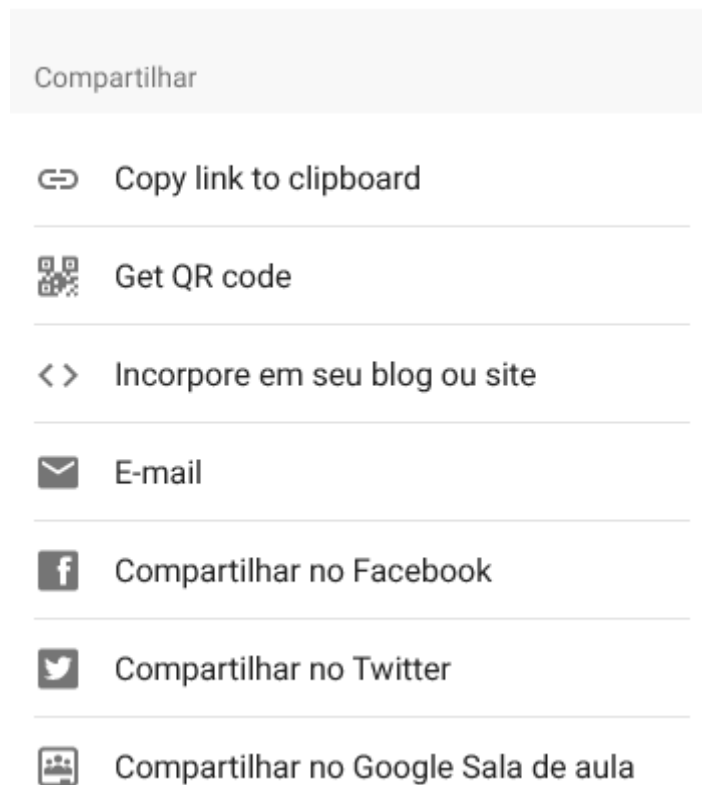 Compartilhar
Copy link to clipboard
Get QR code
Incorpore em seu blog ou site
E-mail
Compartilhar no Facebook
Compartilhar no Twitter
Compartilhar no Google Sala de aula